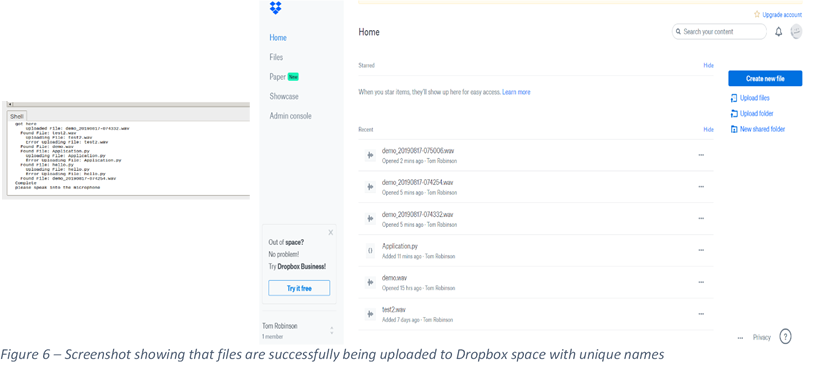 Shell
got here
Uploaded File: demo_20190817-074332.wav
Found File: test2.wav
Uploading File: test2.wav
Error Uploading File: test2.wav
Found File: demo.wav
Found File: Application.py
Uploading File: Application.py
Error Uploading File: Application.py
Found File: hello.py
Uploading File: hello.py
Error Uploading File: hello.py
Found File: demo_20190817-074254.wav
Complete
please speak into the microphone
Home
Files
Paper New
Showcase
Admin console
Out of space?
No problem!
Try Dropbox Business!
Try it free
Tom Robinson
1 member
Upgrade account
Home
Search your content
Starred
Hide
When you star items, they'll show up here for easy access. Learn more
Recent
Hide
demo_20190817-075006.wav
Opened 2 mins ago · Tom Robinson
demo_20190817-074254.wav
Opened 5 mins ago · Tom Robinson
demo_20190817-074332.wav
Opened 5 mins ago · Tom Robinson
Application.py
Added 11 mins ago · Tom Robinson
demo.wav
Opened 15 hrs ago · Tom Robinson
test2.wav
Added 7 days ago · Tom Robinson
Create new file
Upload files
Upload folder
New shared folder
Privacy
Figure 6 – Screenshot showing that files are successfully being uploaded to Dropbox space with unique names